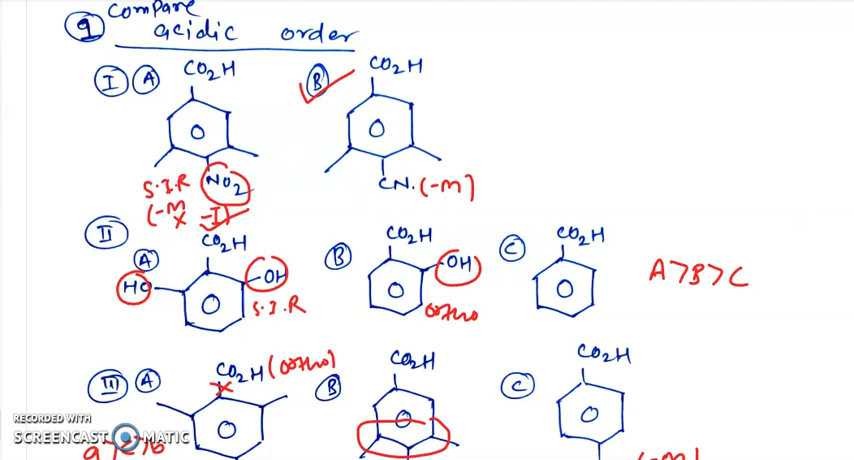 9 Compare
acidic order
I A CO2H B CO2H
S.I.R NO2 CN. (-M)
(-M -I)
II A CO2H B CO2H C CO2H
HO OH OH A>B>C
S.I.R ortho
III A CO2H (ortho) B CO2H C CO2H
RECORDED WITH
SCREENCAST MATIC
(-M)